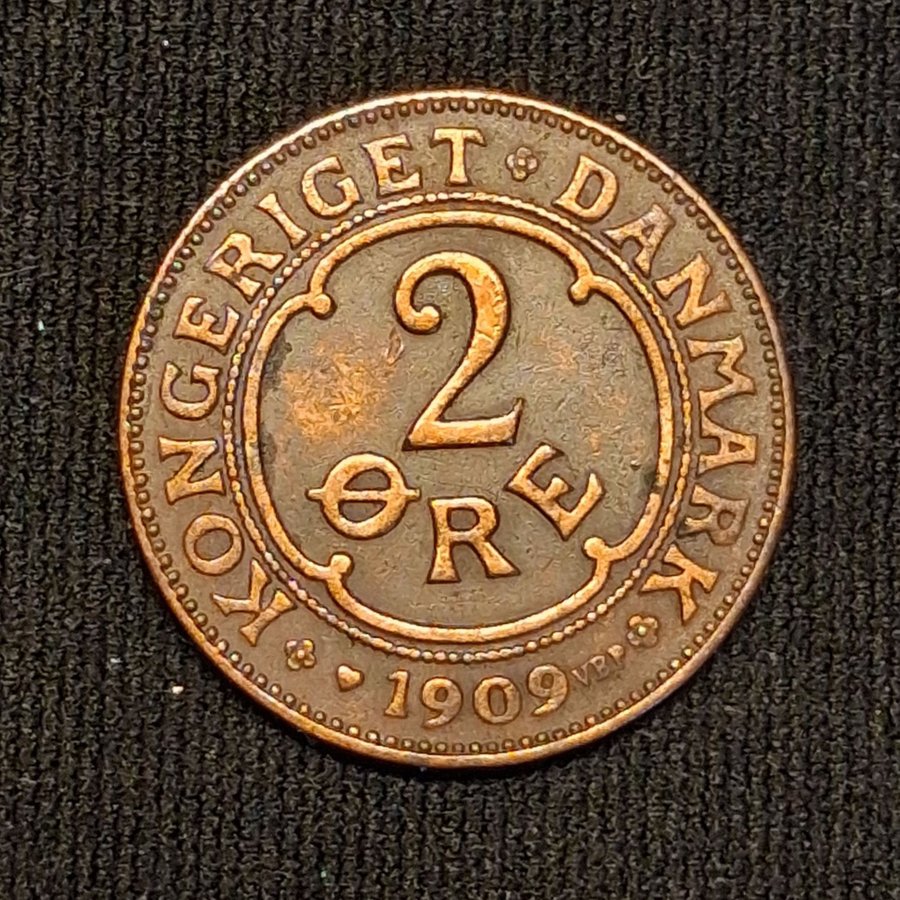 KONGERIGET DANMARK
2
ØRE
1909 VBP